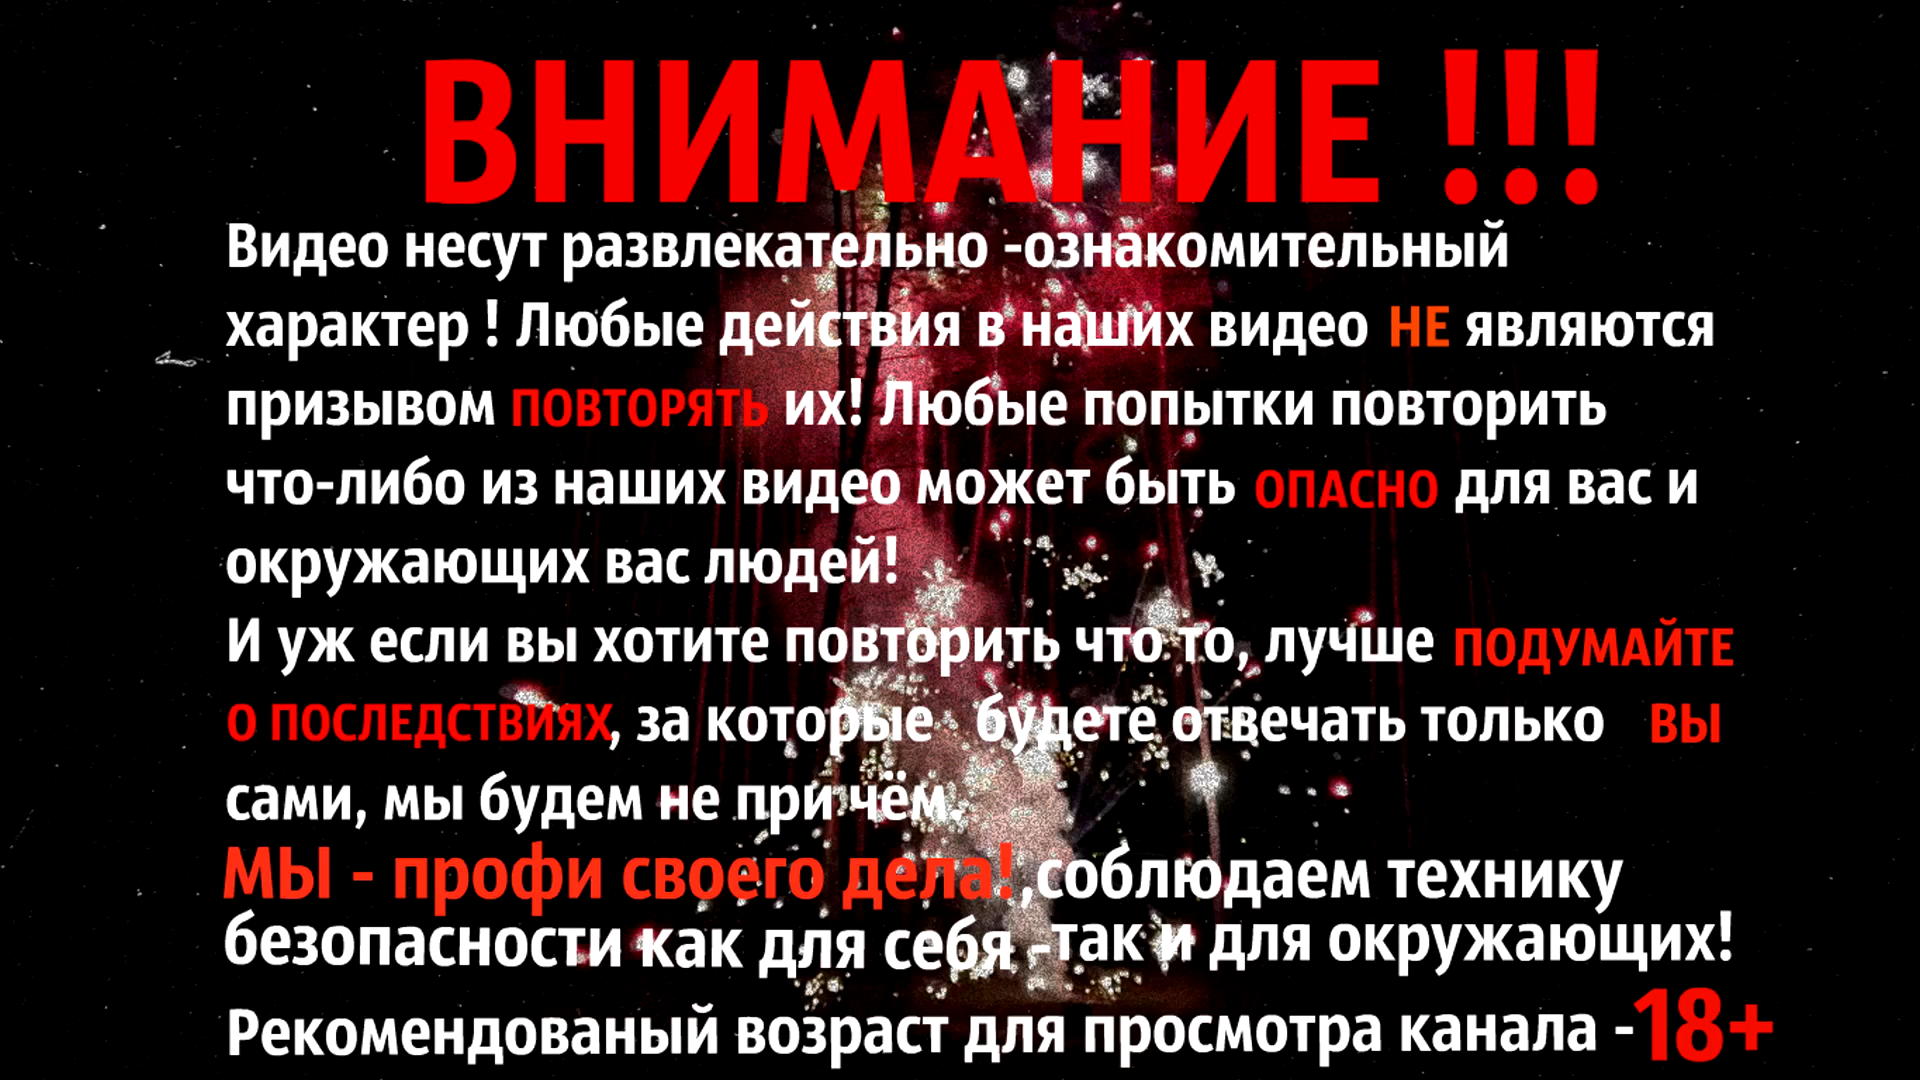 ВНИМАНИЕ !!!
Видео несут развлекательно -ознакомительный
характер ! Любые действия в наших видео НЕ являются
призывом ПОВТОРЯТЬ их! Любые попытки повторить
что-либо из наших видео может быть ОПАСНО для вас и
окружающих вас людей!
И уж если вы хотите повторить что то, лучше ПОДУМАЙТЕ
О ПОСЛЕДСТВИЯХ, за которые будете отвечать только ВЫ
сами, мы будем не при чём.
МЫ - профи своего дела!,соблюдаем технику
безопасности как для себя -так и для окружающих!
Рекомендованый возраст для просмотра канала -18+